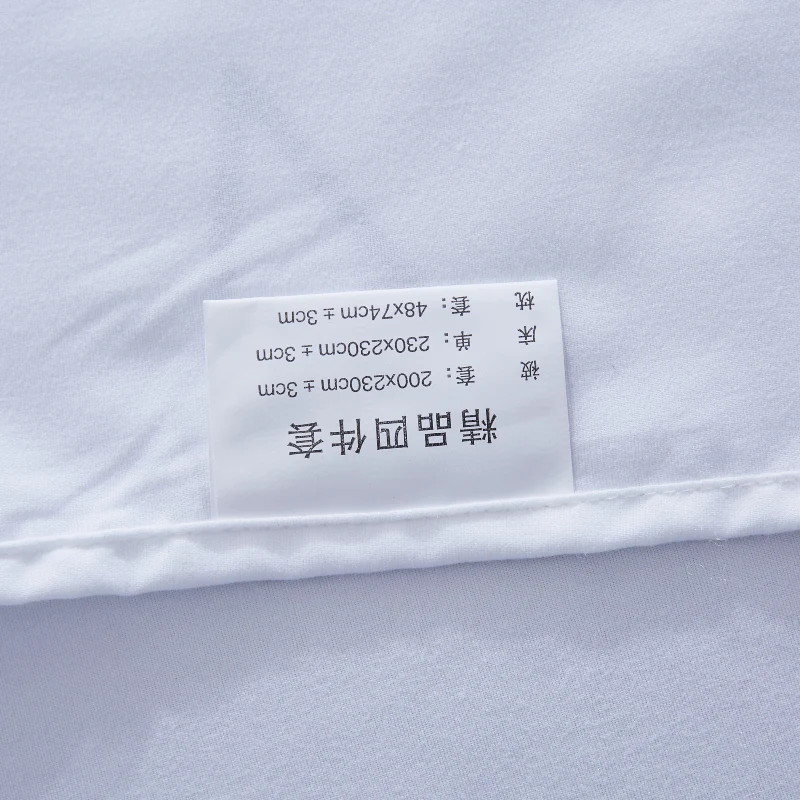 精品四件套
被 套：200x230cm ± 3cm
床 单：230x230cm ± 3cm
枕 套：48x74cm ± 3cm